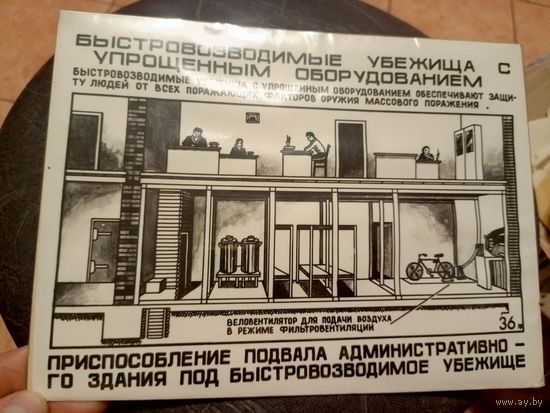 БЫСТРОВОЗВОДИМЫЕ УБЕЖИЩА С
УПРОЩЕННЫМ ОБОРУДОВАНИЕМ
БЫСТРОВОЗВОДИМЫЕ УБЕЖИЩА С УПРОЩЕННЫМ ОБОРУДОВАНИЕМ ОБЕСПЕЧИВАЮТ ЗАЩИ-
ТУ ЛЮДЕЙ ОТ ВСЕХ ПОРАЖАЮЩИХ ФАКТОРОВ ОРУЖИЯ МАССОВОГО ПОРАЖЕНИЯ.
ВЕЛОВЕНТИЛЯТОР ДЛЯ ПОДАЧИ ВОЗДУХА
В РЕЖИМЕ ФИЛЬТРОВЕНТИЛЯЦИИ
36
ПРИСПОСОБЛЕНИЕ ПОДВАЛА АДМИНИСТРАТИВНО-
ГО ЗДАНИЯ ПОД БЫСТРОВОЗВОДИМОЕ УБЕЖИЩЕ
www.ay.by